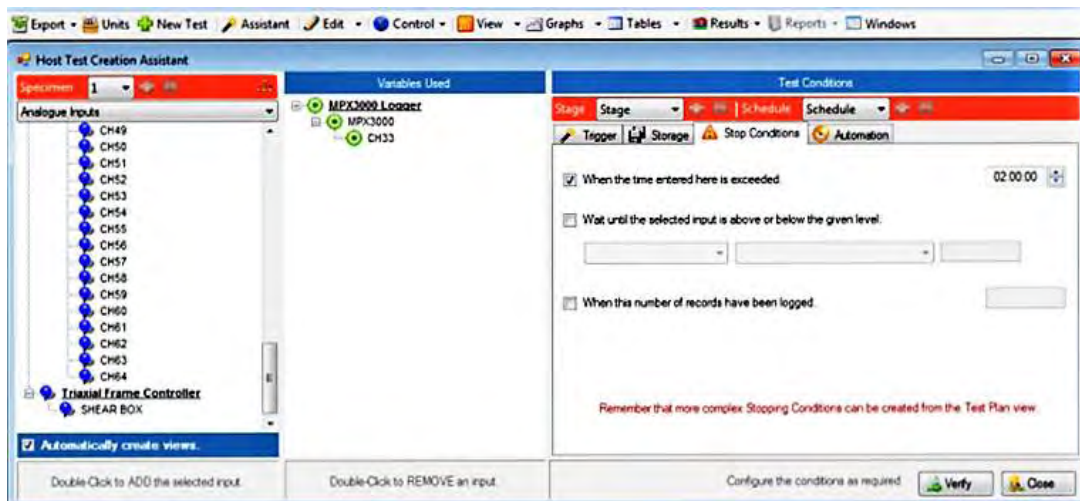 Export Units New Test Assistant Edit Control View Graphs Tables Results Reports Windows
Host Test Creation Assistant
Specimen 1
Analogue Inputs
CH49
CH50
CH51
CH52
CH53
CH54
CH55
CH56
CH57
CH58
CH59
CH60
CH61
CH62
CH63
CH64
Triaxial Frame Controller
SHEAR BOX
Automatically create views.
Double-Click to ADD the selected input
Variables Used
MPX3000 Logger
MPX3000
CH33
Double-Click to REMOVE an input
Test Conditions
Stage Stage Schedule Schedule
Trigger Storage Stop Conditions Automation
When the time entered here is exceeded. 02:00:00
Wait until the selected input is above or below the given level.
When this number of records have been logged.
Remember that more complex Stopping Conditions can be created from the Test Plan view
Configure the conditions as required Verify Close